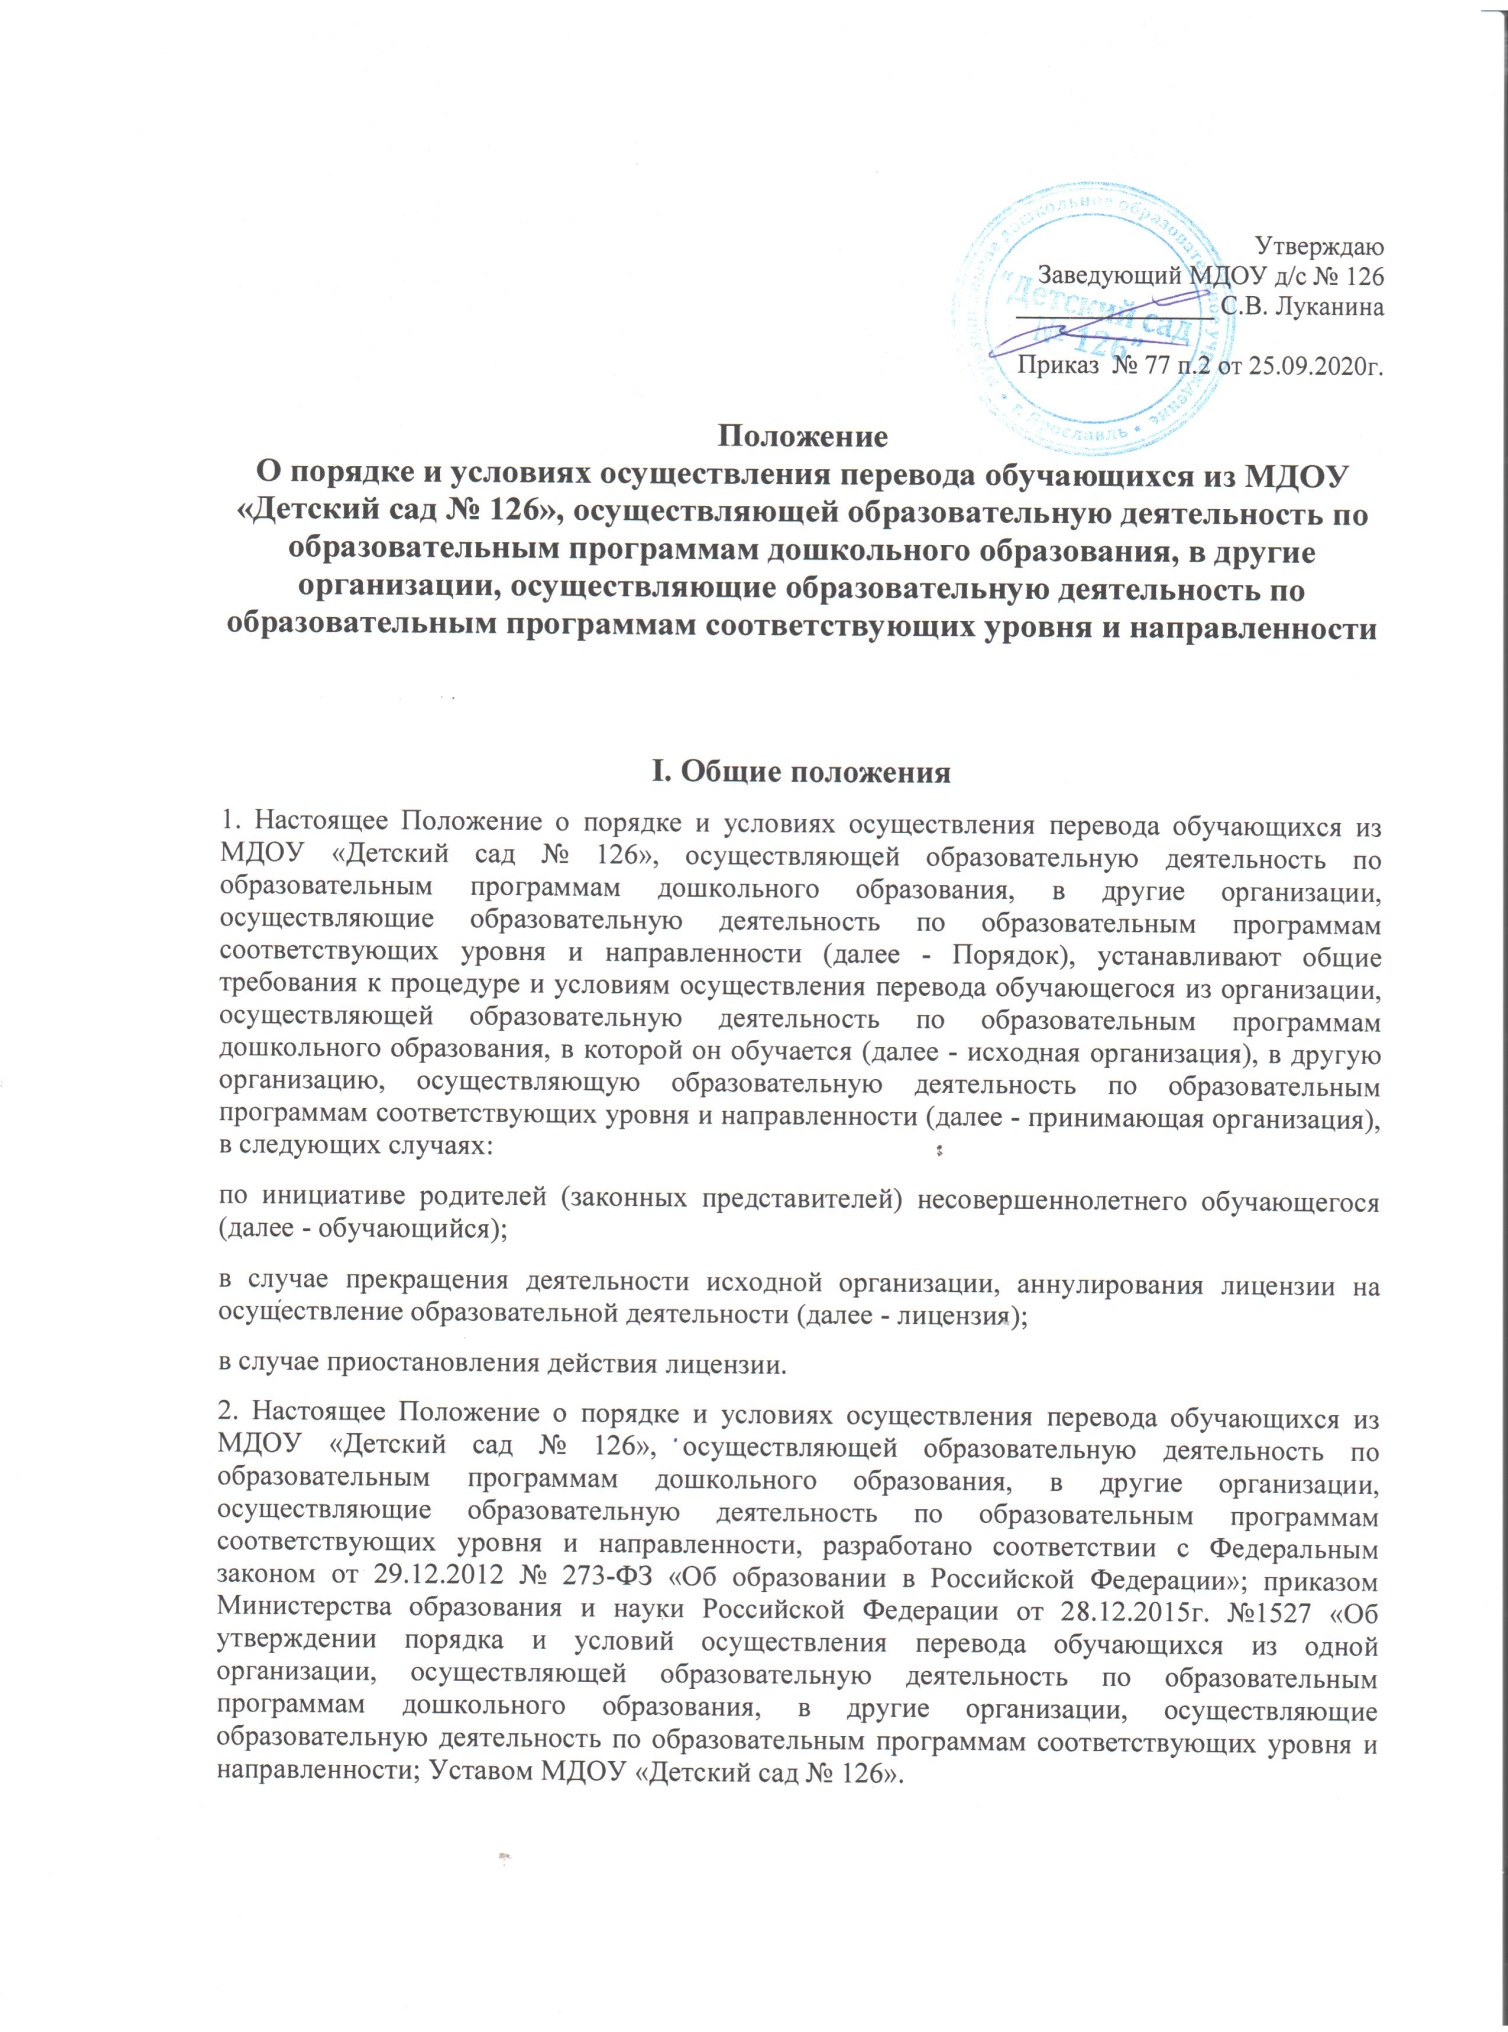 Утверждаю
Заведующий МДОУ д/с № 126
С.В. Луканина
Приказ № 77 п.2 от 25.09.2020г.
дошкольное образовательное учреждение
• г. Ярославль •
"Детский сад
№ 126"
Положение
О порядке и условиях осуществления перевода обучающихся из МДОУ
«Детский сад № 126», осуществляющей образовательную деятельность по
образовательным программам дошкольного образования, в другие
организации, осуществляющие образовательную деятельность по
образовательным программам соответствующих уровня и направленности
I. Общие положения
1. Настоящее Положение о порядке и условиях осуществления перевода обучающихся из
МДОУ «Детский сад № 126», осуществляющей образовательную деятельность по
образовательным программам дошкольного образования, в другие организации,
осуществляющие образовательную деятельность по образовательным программам
соответствующих уровня и направленности (далее - Порядок), устанавливают общие
требования к процедуре и условиям осуществления перевода обучающегося из организации,
осуществляющей образовательную деятельность по образовательным программам
дошкольного образования, в которой он обучается (далее - исходная организация), в другую
организацию, осуществляющую образовательную деятельность по образовательным
программам соответствующих уровня и направленности (далее - принимающая организация),
в следующих случаях:
по инициативе родителей (законных представителей) несовершеннолетнего обучающегося
(далее - обучающийся);
в случае прекращения деятельности исходной организации, аннулирования лицензии на
осуществление образовательной деятельности (далее - лицензия);
в случае приостановления действия лицензии.
2. Настоящее Положение о порядке и условиях осуществления перевода обучающихся из
МДОУ «Детский сад № 126», осуществляющей образовательную деятельность по
образовательным программам дошкольного образования, в другие организации,
осуществляющие образовательную деятельность по образовательным программам
соответствующих уровня и направленности, разработано соответствии с Федеральным
законом от 29.12.2012 № 273-ФЗ «Об образовании в Российской Федерации»; приказом
Министерства образования и науки Российской Федерации от 28.12.2015г. №1527 «Об
утверждении порядка и условий осуществления перевода обучающихся из одной
организации, осуществляющей образовательную деятельность по образовательным
программам дошкольного образования, в другие организации, осуществляющие
образовательную деятельность по образовательным программам соответствующих уровня и
направленности; Уставом МДОУ «Детский сад № 126».